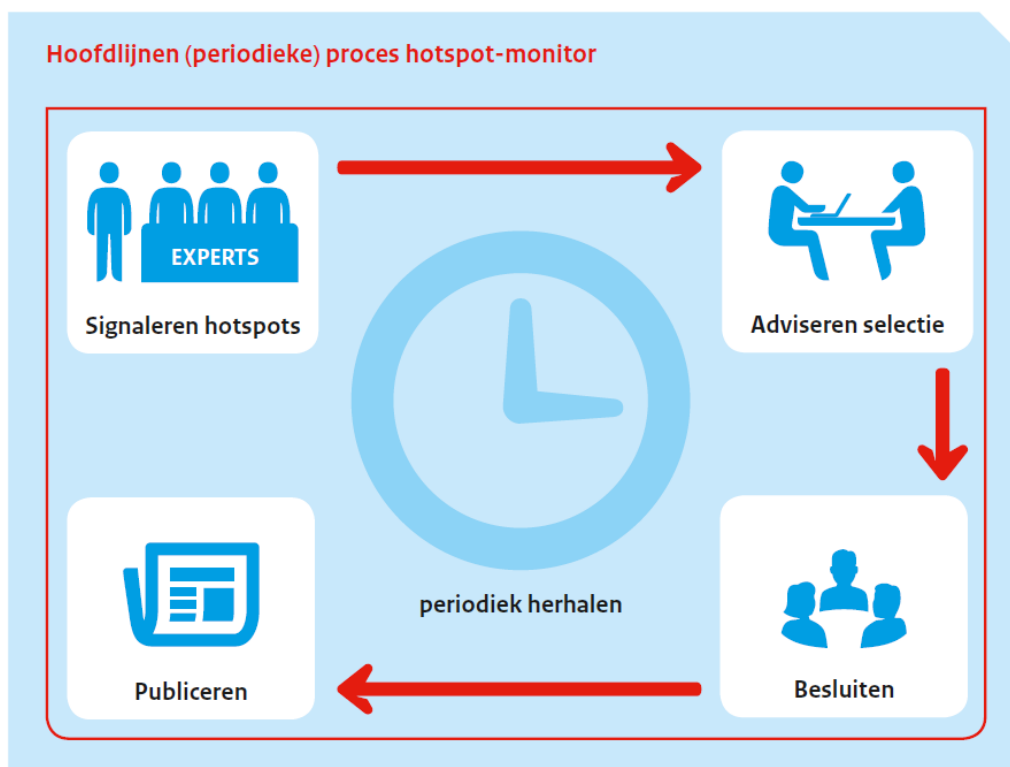 Hoofdlijnen (periodieke) proces hotspot-monitor
EXPERTS
Signaleren hotspots
Adviseren selectie
periodiek herhalen
Publiceren
Besluiten